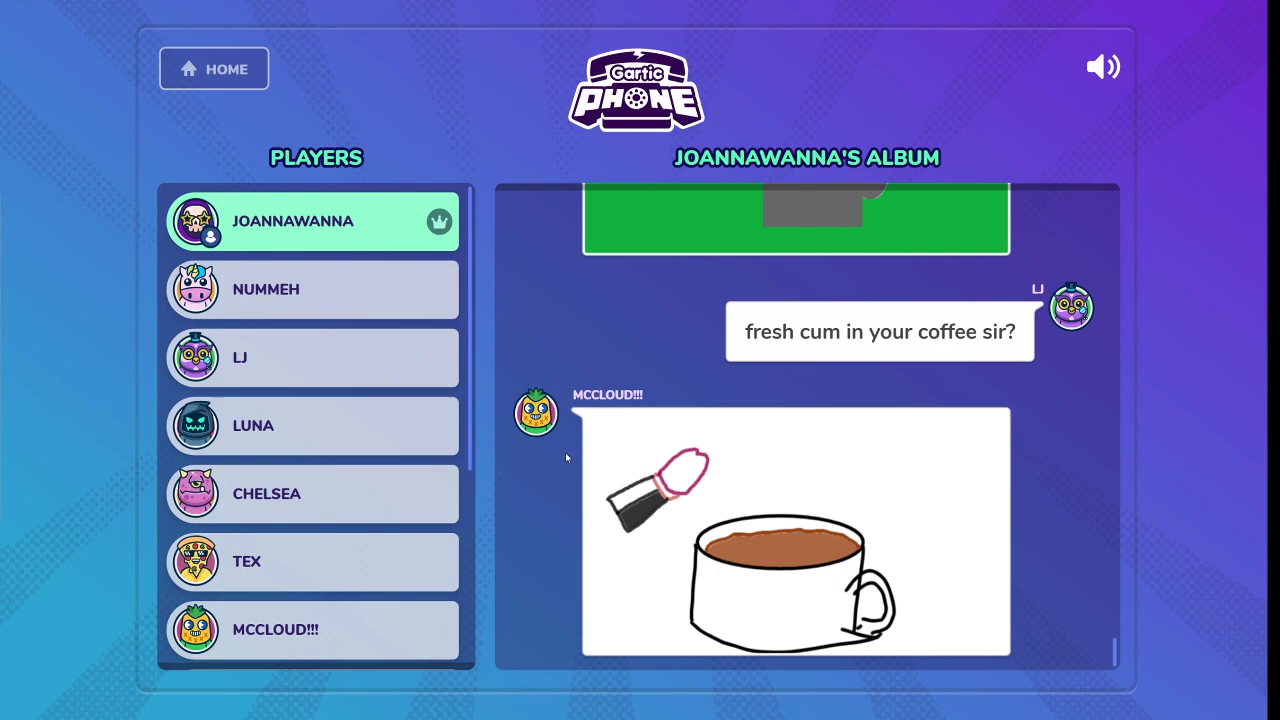 HOME
Gartic
PHONE
PLAYERS
JOANNAWANNA'S ALBUM
JOANNAWANNA
NUMMEH
LJ
LUNA
CHELSEA
TEX
MCCLOUD!!!
LJ
fresh cum in your coffee sir?
MCCLOUD!!!